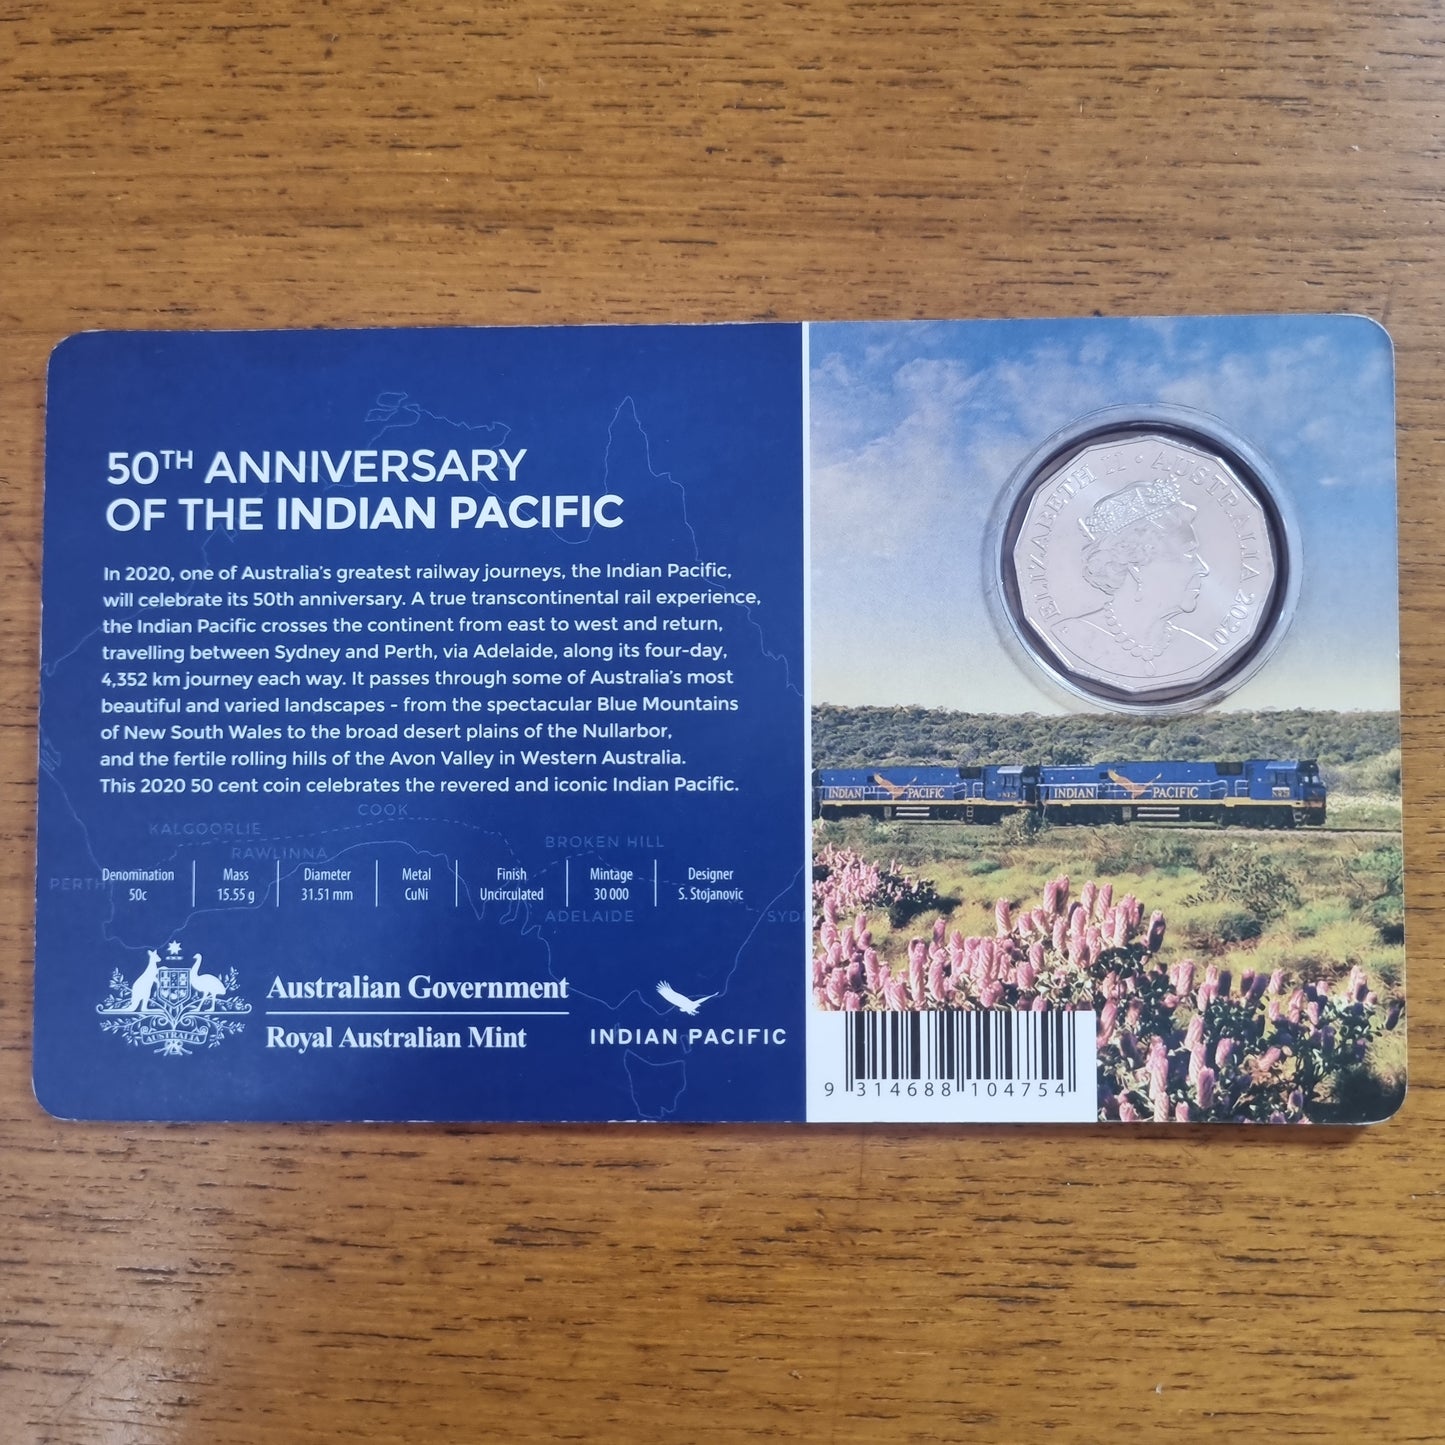 50TH ANNIVERSARY
OF THE INDIAN PACIFIC
In 2020, one of Australia's greatest railway journeys, the Indian Pacific,
will celebrate its 50th anniversary. A true transcontinental rail experience,
the Indian Pacific crosses the continent from east to west and return,
travelling between Sydney and Perth, via Adelaide, along its four-day,
4,352 km journey each way. It passes through some of Australia's most
beautiful and varied landscapes - from the spectacular Blue Mountains
of New South Wales to the broad desert plains of the Nullarbor,
and the fertile rolling hills of the Avon Valley in Western Australia.
This 2020 50 cent coin celebrates the revered and iconic Indian Pacific.
COOK
KALGOORLIE
RAWLINNA
BROKEN HILL
PERTH
ADELAIDE
SYD
Denomination Mass Diameter Metal Finish Mintage Designer
50c 15.55 g 31.51 mm CuNi Uncirculated 30 000 S. Stojanovic
AUSTRALIA
Australian Government
Royal Australian Mint
INDIAN PACIFIC
ELIZABETH II • AUSTRALIA 2020
INDIAN PACIFIC
INDIAN PACIFIC
9 314688 104754